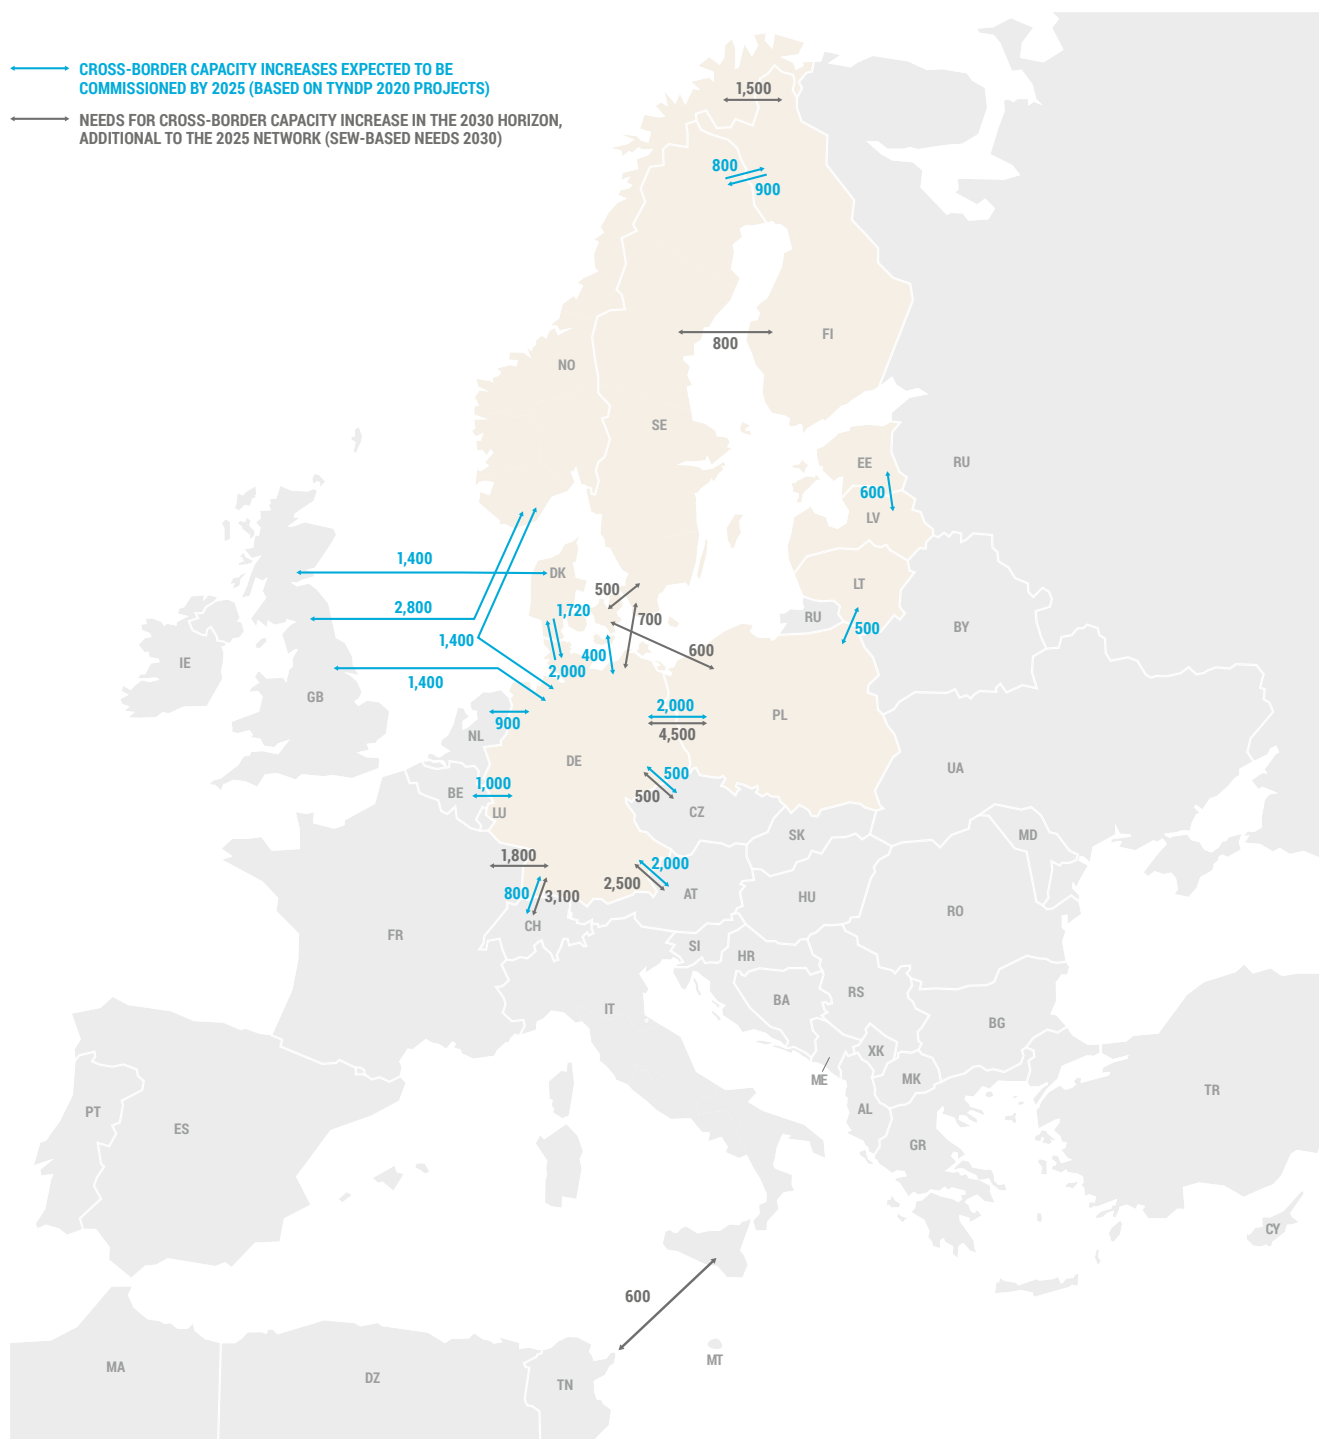 CROSS-BORDER CAPACITY INCREASES EXPECTED TO BE
COMMISSIONED BY 2025 (BASED ON TYNDP 2020 PROJECTS)
NEEDS FOR CROSS-BORDER CAPACITY INCREASE IN THE 2030 HORIZON,
ADDITIONAL TO THE 2025 NETWORK (SEW-BASED NEEDS 2030)
1,500
800
900
FI
800
NO
SE
EE
RU
600
LV
1,400
DK
500
LT
2,800
1,720
700
RU
500
BY
1,400
400
600
IE
2,000
1,400
GB
2,000
PL
900
NL
4,500
DE
UA
500
1,000
BE
500
LU
CZ
SK
MD
1,800
2,000
2,500
800
3,100
AT
HU
RO
CH
FR
SI
HR
RS
BA
IT
BG
XK
ME
MK
TR
PT
AL
ES
GR
CY
600
MT
MA
DZ
TN